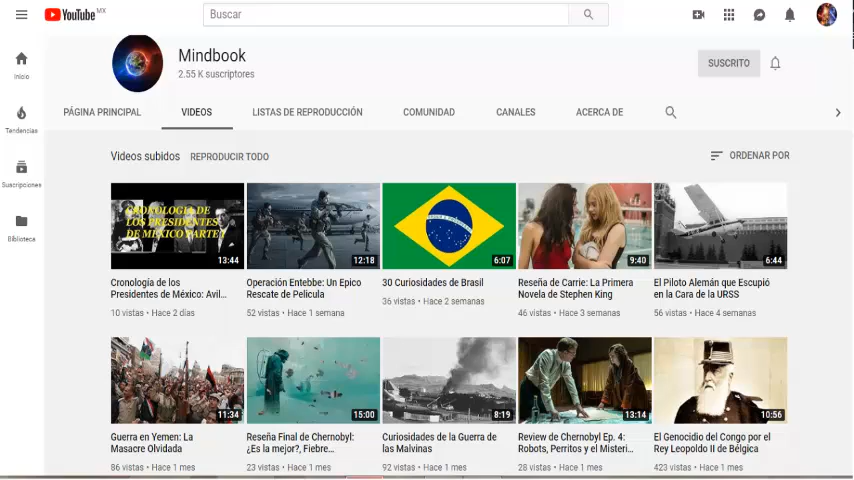 YouTube MX
Buscar
Inicio
Tendencias
Suscripciones
Biblioteca
Mindbook
2.55 K suscriptores
SUSCRITO
PÁGINA PRINCIPAL VIDEOS LISTAS DE REPRODUCCIÓN COMUNIDAD CANALES ACERCA DE
Videos subidos REPRODUCIR TODO
ORDENAR POR
CRONOLOGIA DE
LOS PRESIDENTES
DE MEXICO PARTE 7
13:44
Cronología de los
Presidentes de México: Avil...
10 vistas • Hace 2 días
12:18
Operación Entebbe: Un Epico
Rescate de Pelicula
52 vistas • Hace 1 semana
6:07
30 Curiosidades de Brasil
36 vistas • Hace 2 semanas
9:40
Reseña de Carrie: La Primera
Novela de Stephen King
46 vistas • Hace 3 semanas
6:44
El Piloto Alemán que Escupió
en la Cara de la URSS
56 vistas • Hace 4 semanas
11:34
Guerra en Yemen: La
Masacre Olvidada
86 vistas • Hace 1 mes
15:00
Reseña Final de Chernobyl:
¿Es la mejor?, Fiebre...
23 vistas • Hace 1 mes
8:19
Curiosidades de la Guerra de
las Malvinas
92 vistas • Hace 1 mes
13:14
Review de Chernobyl Ep. 4:
Robots, Perritos y el Misteri...
28 vistas • Hace 1 mes
10:56
El Genocidio del Congo por el
Rey Leopoldo II de Bélgica
423 vistas • Hace 1 mes